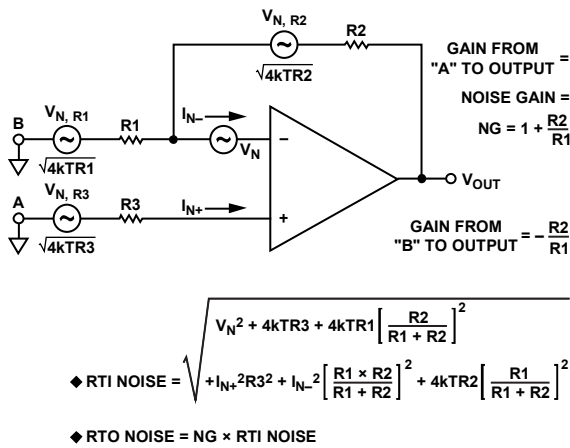 V_N, R2
R2
√4kTR2
GAIN FROM
"A" TO OUTPUT =
NOISE GAIN =
NG = 1 + R2/R1
B
V_N, R1
R1
I_N–
√4kTR1
V_N
–
A
V_N, R3
R3
I_N+
√4kTR3
+
V_OUT
GAIN FROM
"B" TO OUTPUT = – R2/R1
◆ RTI NOISE = √ V_N² + 4kTR3 + 4kTR1 [R2/(R1 + R2)]²
+ I_N+² R3² + I_N–² [(R1 × R2)/(R1 + R2)]² + 4kTR2 [R1/(R1 + R2)]²
◆ RTO NOISE = NG × RTI NOISE